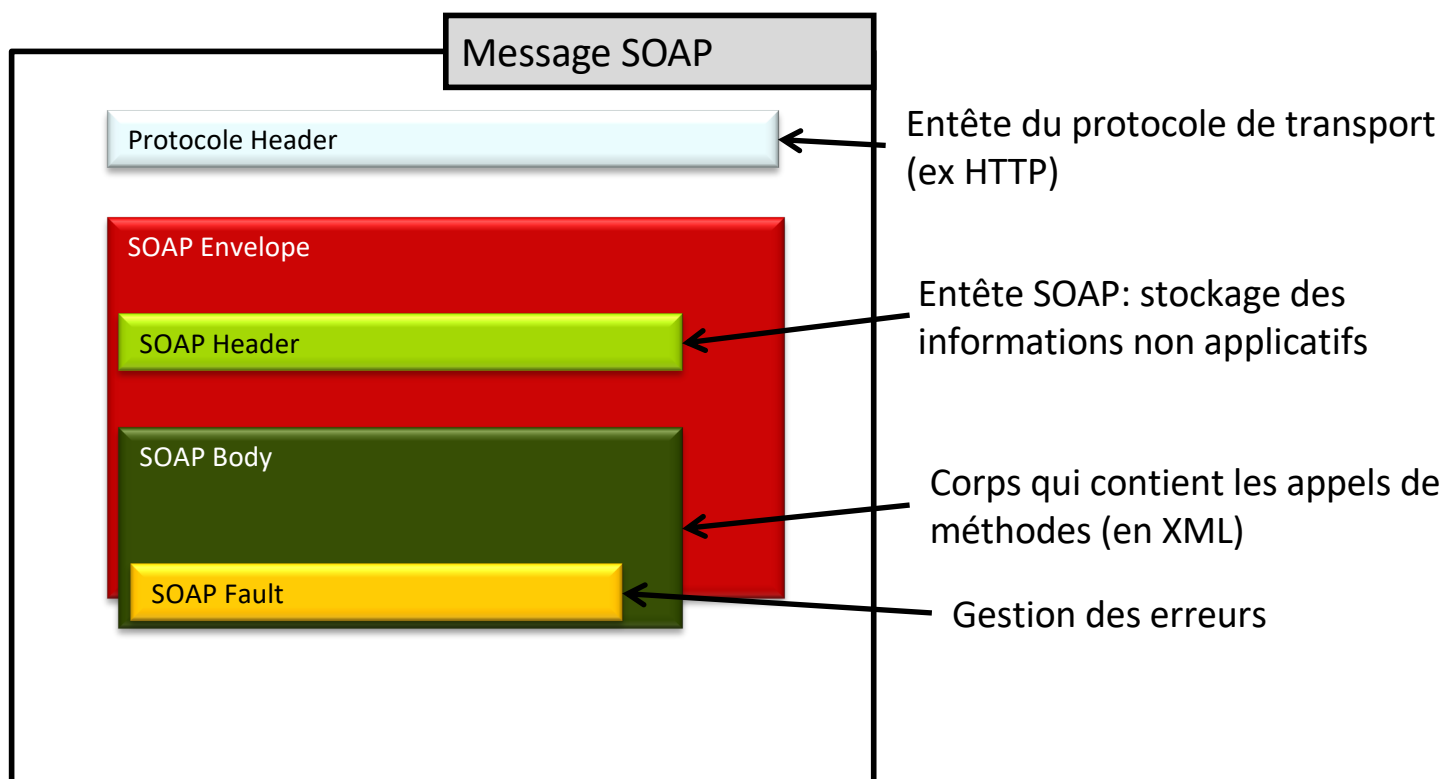 Message SOAP
Protocole Header
Entête du protocole de transport
(ex HTTP)
SOAP Envelope
SOAP Header
Entête SOAP: stockage des
informations non applicatifs
SOAP Body
Corps qui contient les appels de
méthodes (en XML)
SOAP Fault
Gestion des erreurs